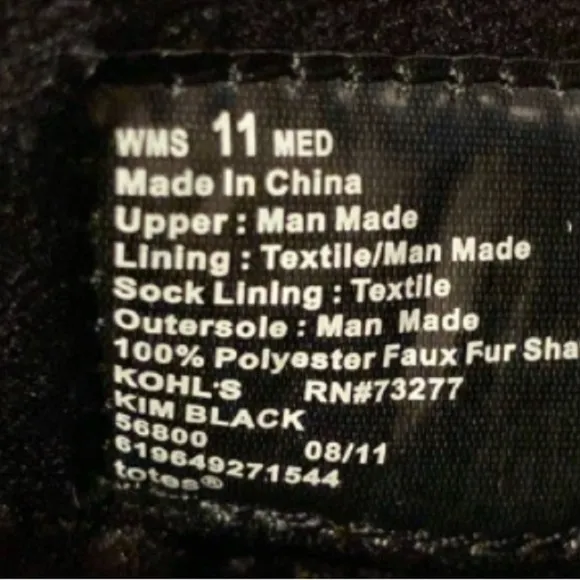 WMS 11 MED
Made In China
Upper : Man Made
Lining : Textile/Man Made
Sock Lining : Textile
Outersole : Man Made
100% Polyester Faux Fur Sha
KOHL'S RN#73277
KIM BLACK
56800 08/11
619649271544
totes®